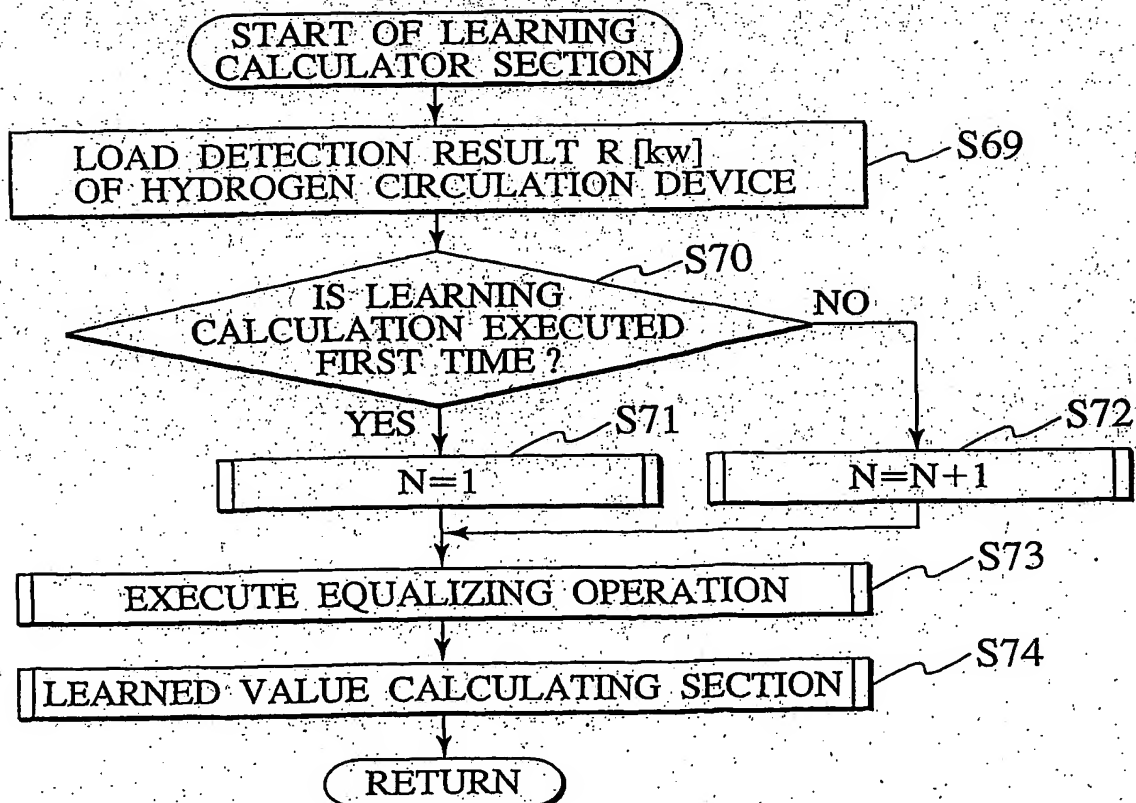 START OF LEARNING
CALCULATOR SECTION
LOAD DETECTION RESULT R [kw]
OF HYDROGEN CIRCULATION DEVICE
S69
S70
IS LEARNING
CALCULATION EXECUTED
FIRST TIME ?
NO
YES
S71
S72
N=1
N=N+1
EXECUTE EQUALIZING OPERATION
S73
LEARNED VALUE CALCULATING SECTION
S74
RETURN